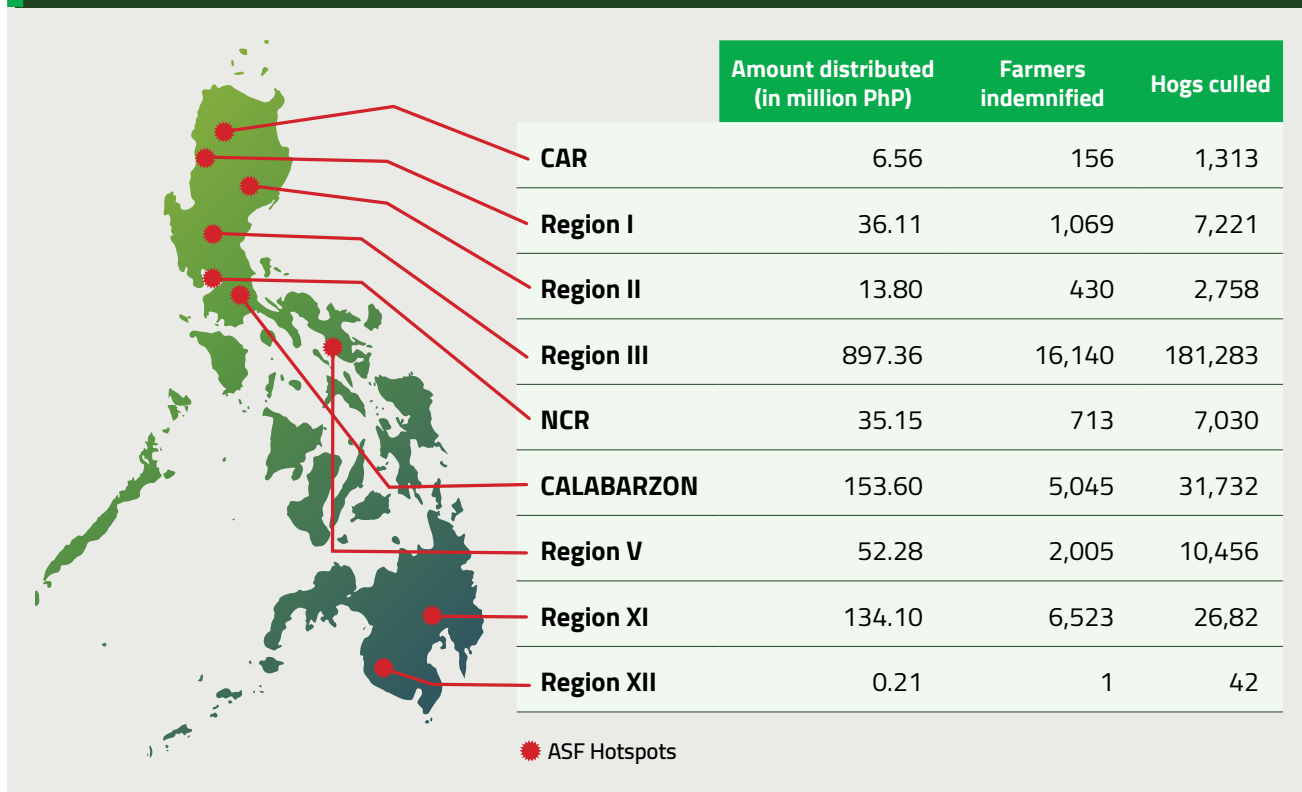 Amount distributed
(in million PhP)
Farmers
indemnified
Hogs culled
CAR 6.56 156 1,313
Region I 36.11 1,069 7,221
Region II 13.80 430 2,758
Region III 897.36 16,140 181,283
NCR 35.15 713 7,030
CALABARZON 153.60 5,045 31,732
Region V 52.28 2,005 10,456
Region XI 134.10 6,523 26,82
Region XII 0.21 1 42
ASF Hotspots